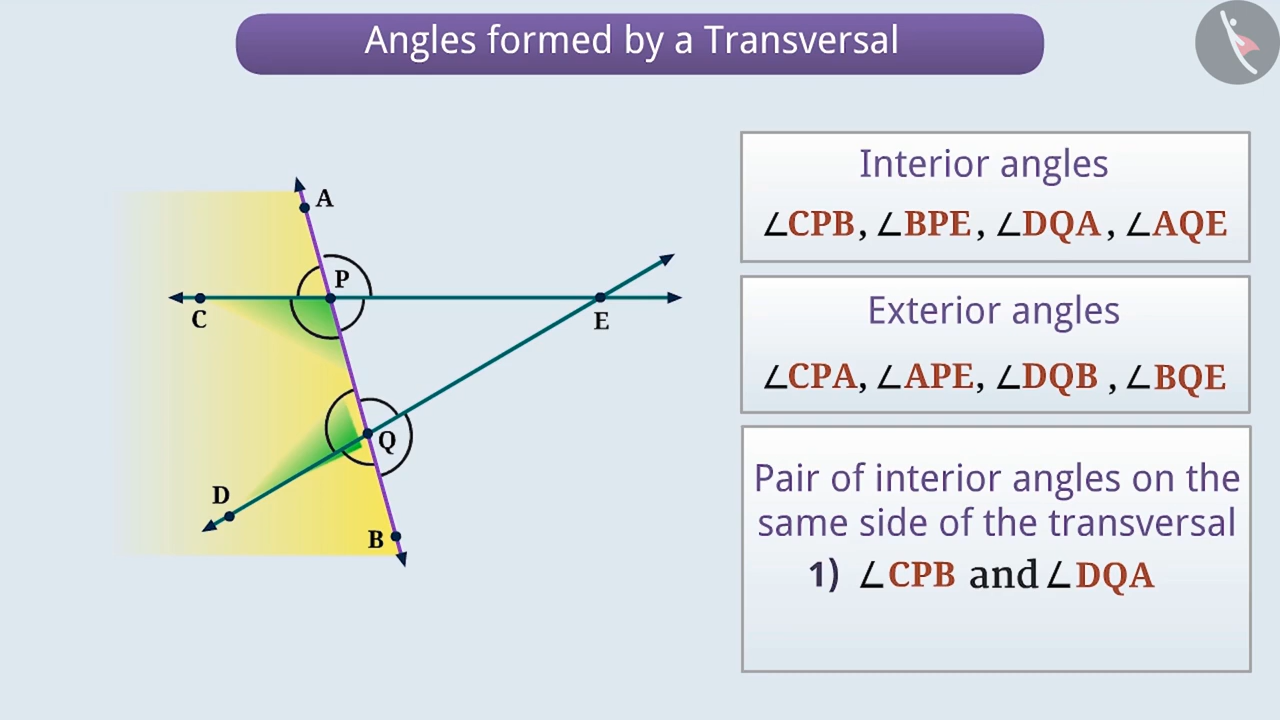 Angles formed by a Transversal
A
P
C
E
Q
D
B
Interior angles
∠CPB, ∠BPE, ∠DQA, ∠AQE
Exterior angles
∠CPA, ∠APE, ∠DQB, ∠BQE
Pair of interior angles on the
same side of the transversal
1) ∠CPB and ∠DQA